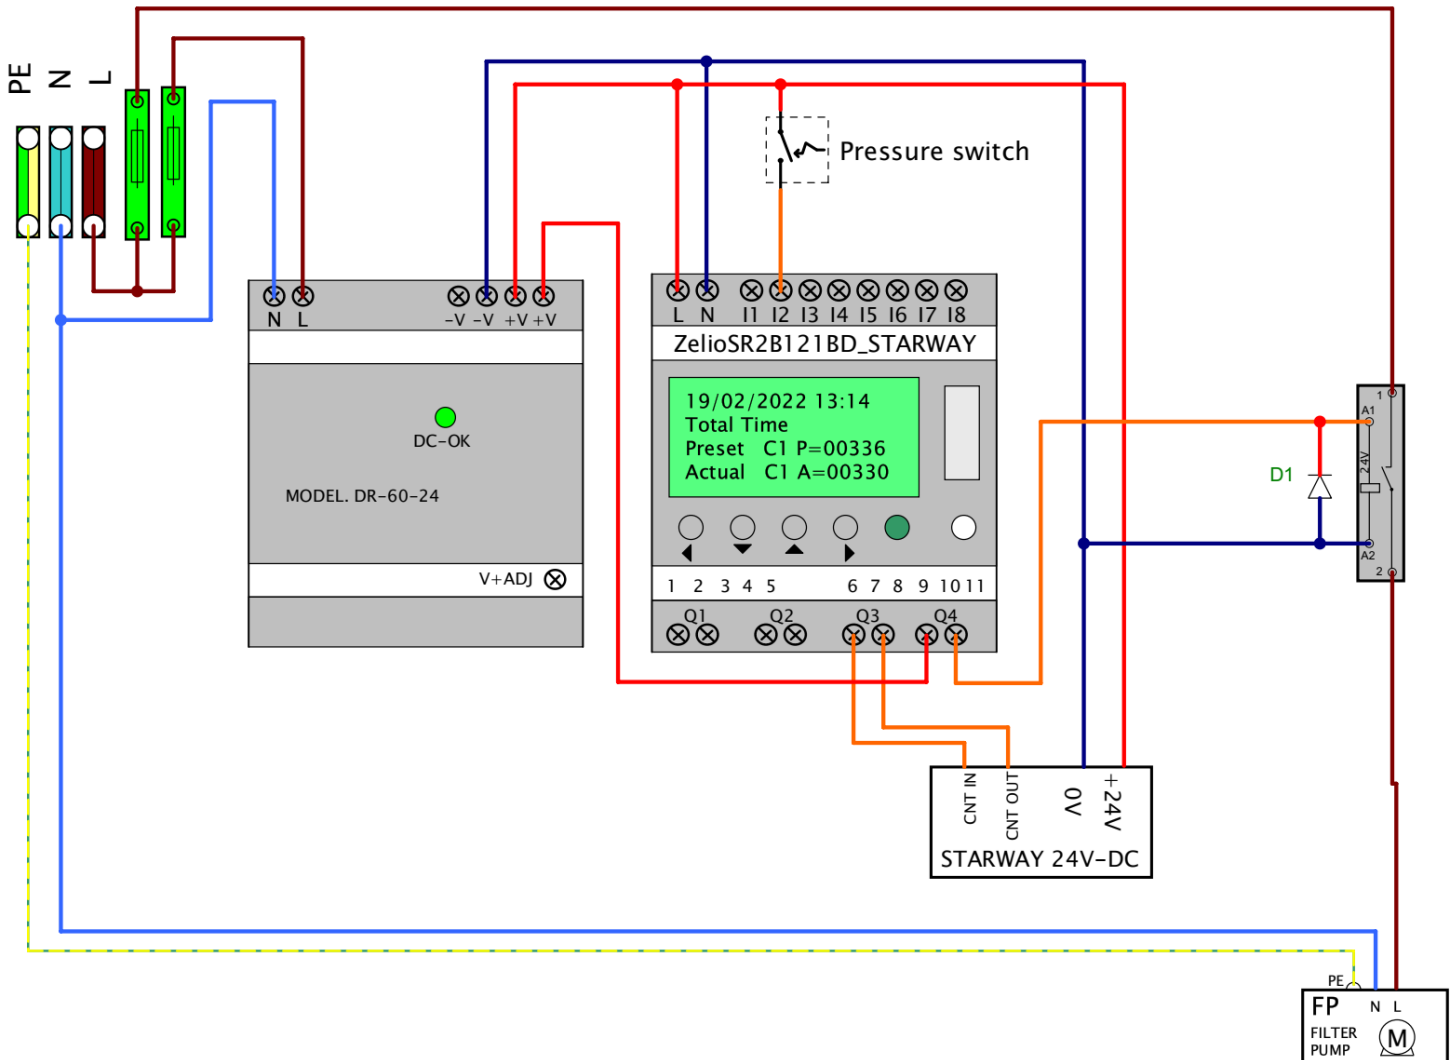 PE
N
L
Pressure switch
N
L
-V
-V
+V
+V
DC-OK
MODEL. DR-60-24
V+ADJ
L
N
I1
I2
I3
I4
I5
I6
I7
I8
ZelioSR2B121BD_STARWAY
19/02/2022 13:14
Total Time
Preset C1 P=00336
Actual C1 A=00330
1 2 3 4 5 6 7 8 9 10 11
Q1
Q2
Q3
Q4
D1
1
A1
24V
A2
2
CNT IN
CNT OUT
0V
+24V
STARWAY 24V-DC
PE
N
L
FP
FILTER
PUMP
M